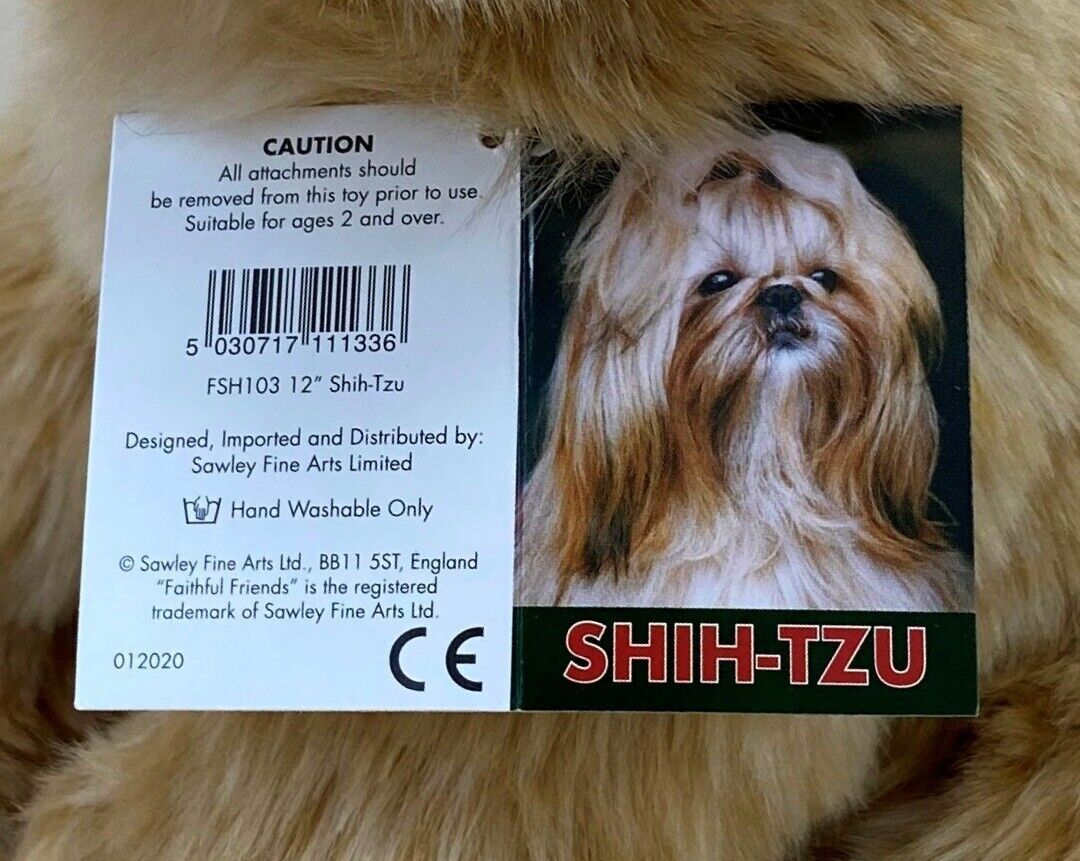 CAUTION
All attachments should
be removed from this toy prior to use.
Suitable for ages 2 and over.
5 030717 111336
FSH103 12” Shih-Tzu
Designed, Imported and Distributed by:
Sawley Fine Arts Limited
Hand Washable Only
© Sawley Fine Arts Ltd., BB11 5ST, England
“Faithful Friends” is the registered
trademark of Sawley Fine Arts Ltd.
012020
CE
SHIH-TZU